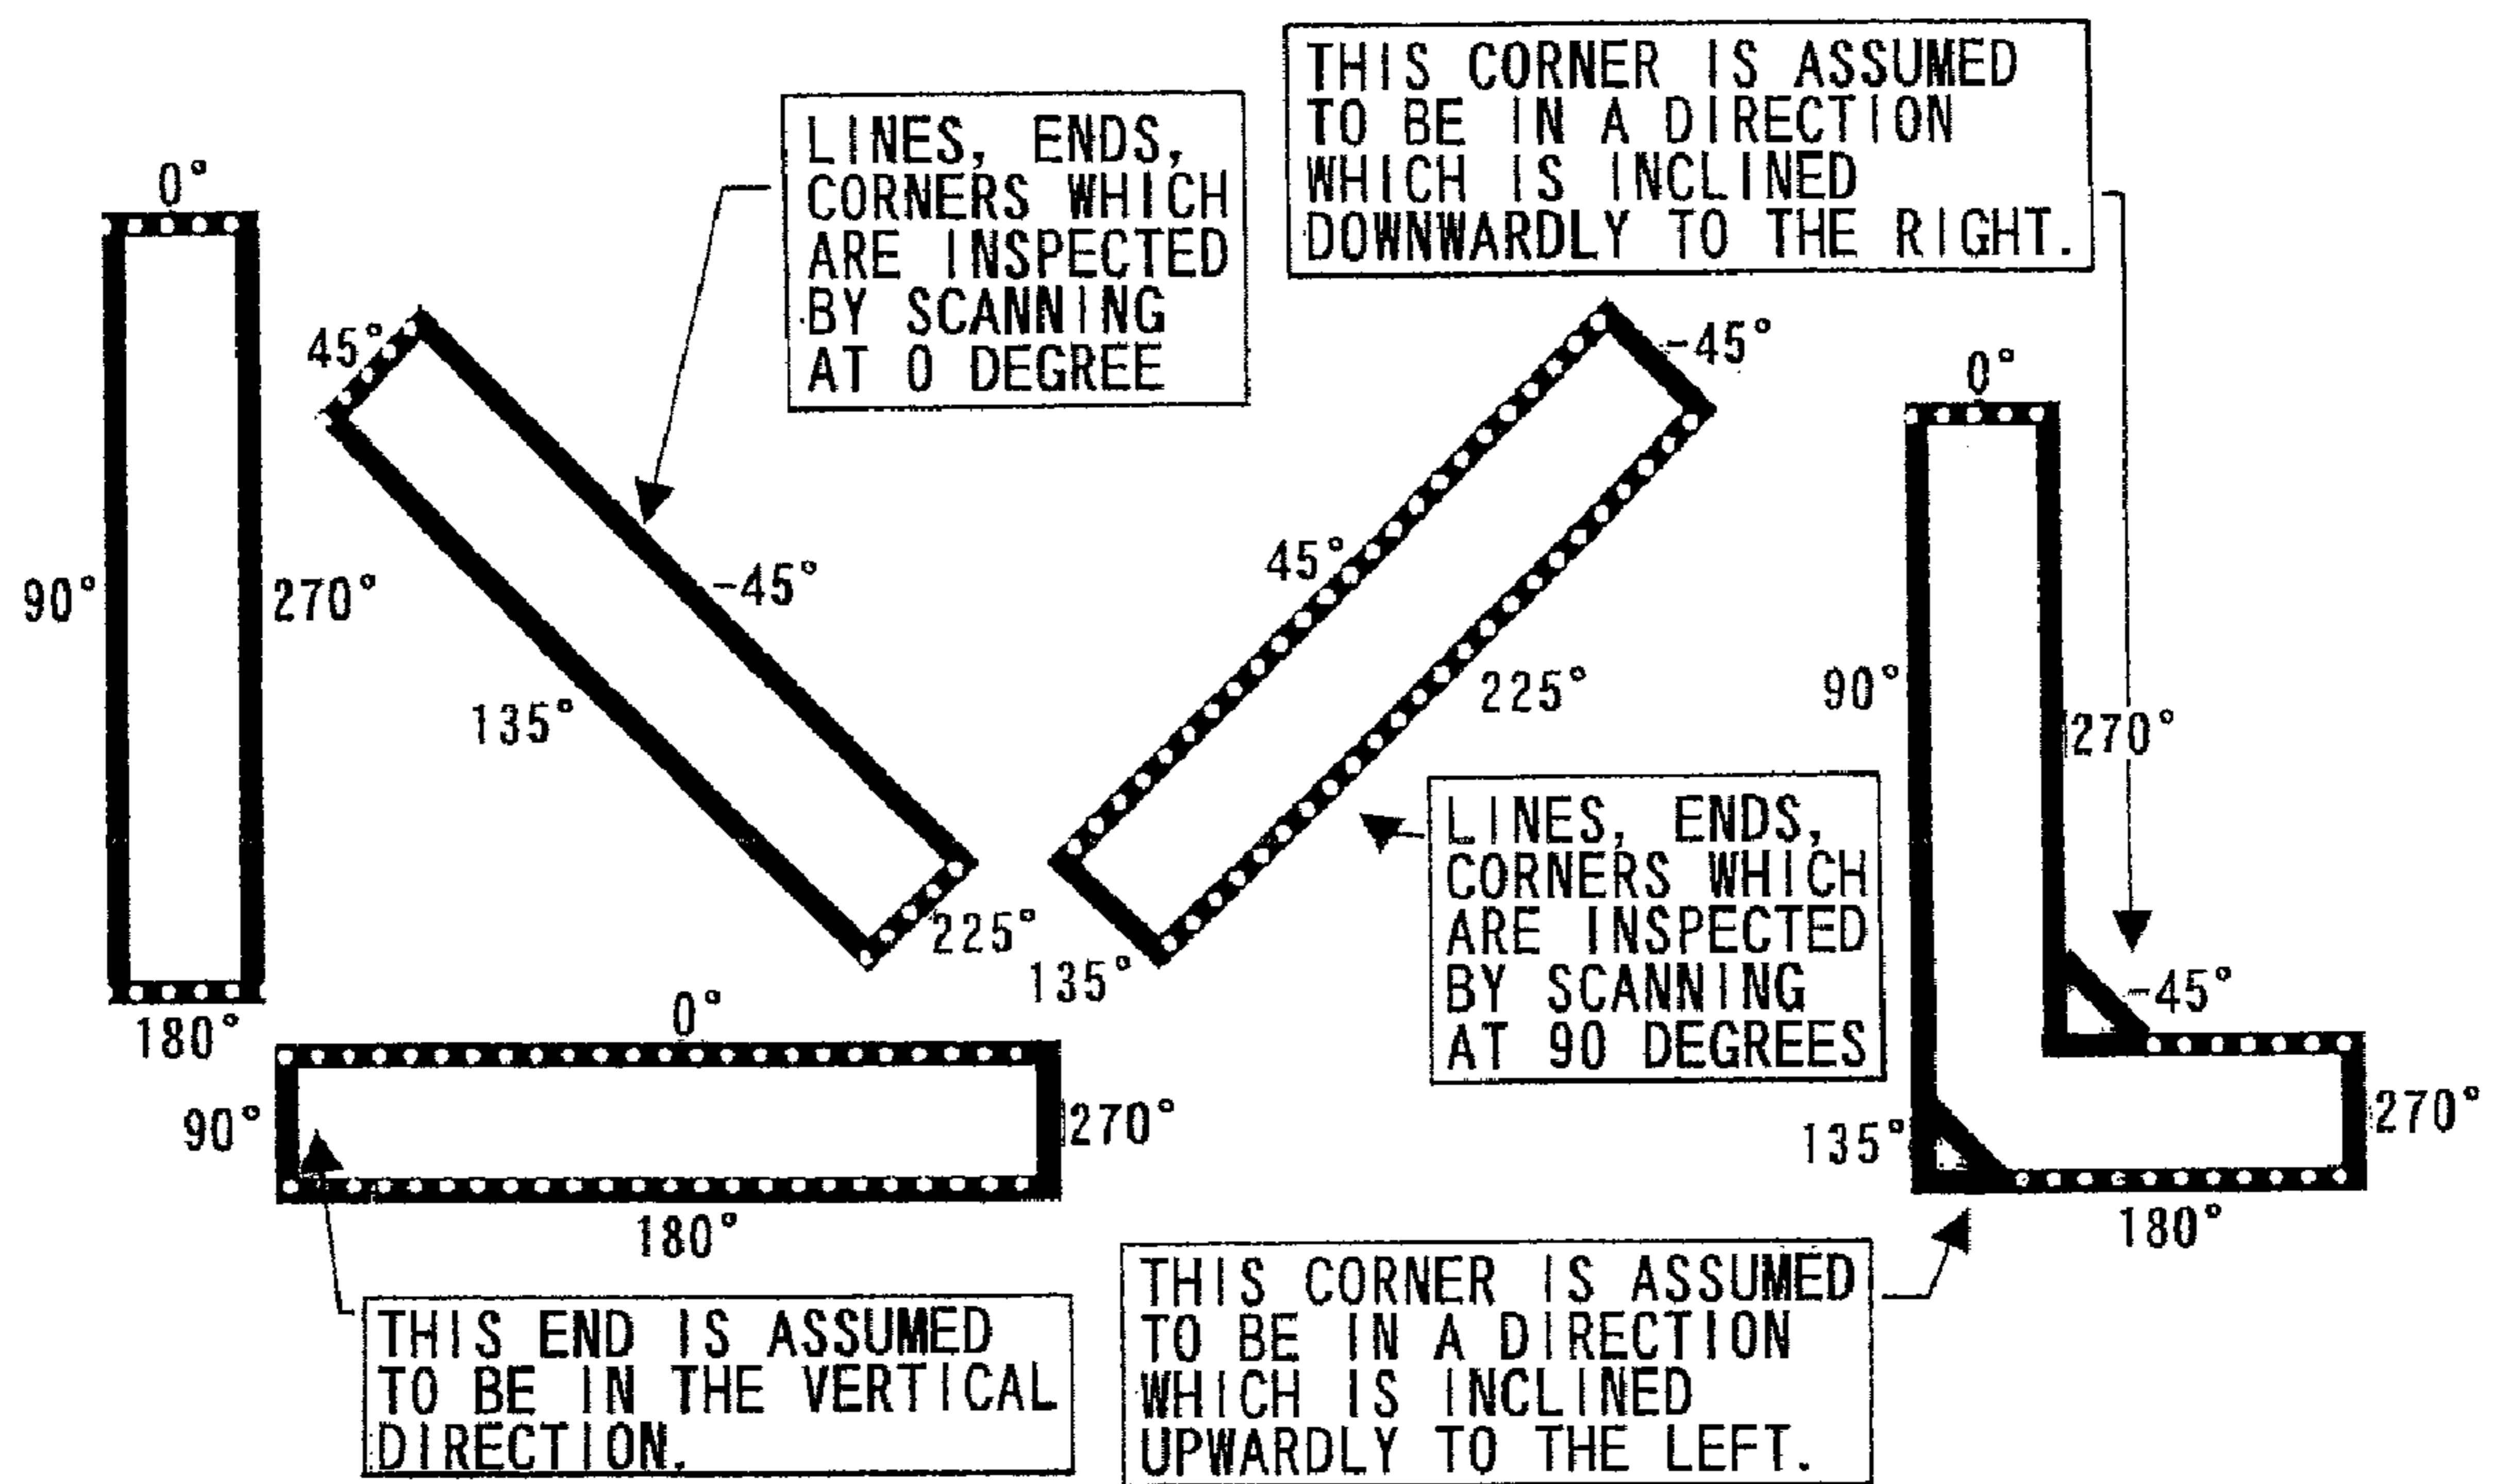 THIS CORNER IS ASSUMED
TO BE IN A DIRECTION
WHICH IS INCLINED
DOWNWARDLY TO THE RIGHT.
LINES, ENDS,
CORNERS WHICH
ARE INSPECTED
BY SCANNING
AT 0 DEGREE
0°
90°
270°
180°
45°
-45°
135°
225°
-45°
45°
225°
135°
0°
90°
270°
-45°
270°
135°
180°
LINES, ENDS,
CORNERS WHICH
ARE INSPECTED
BY SCANNING
AT 90 DEGREES
0°
90°
270°
180°
THIS END IS ASSUMED
TO BE IN THE VERTICAL
DIRECTION.
THIS CORNER IS ASSUMED
TO BE IN A DIRECTION
WHICH IS INCLINED
UPWARDLY TO THE LEFT.